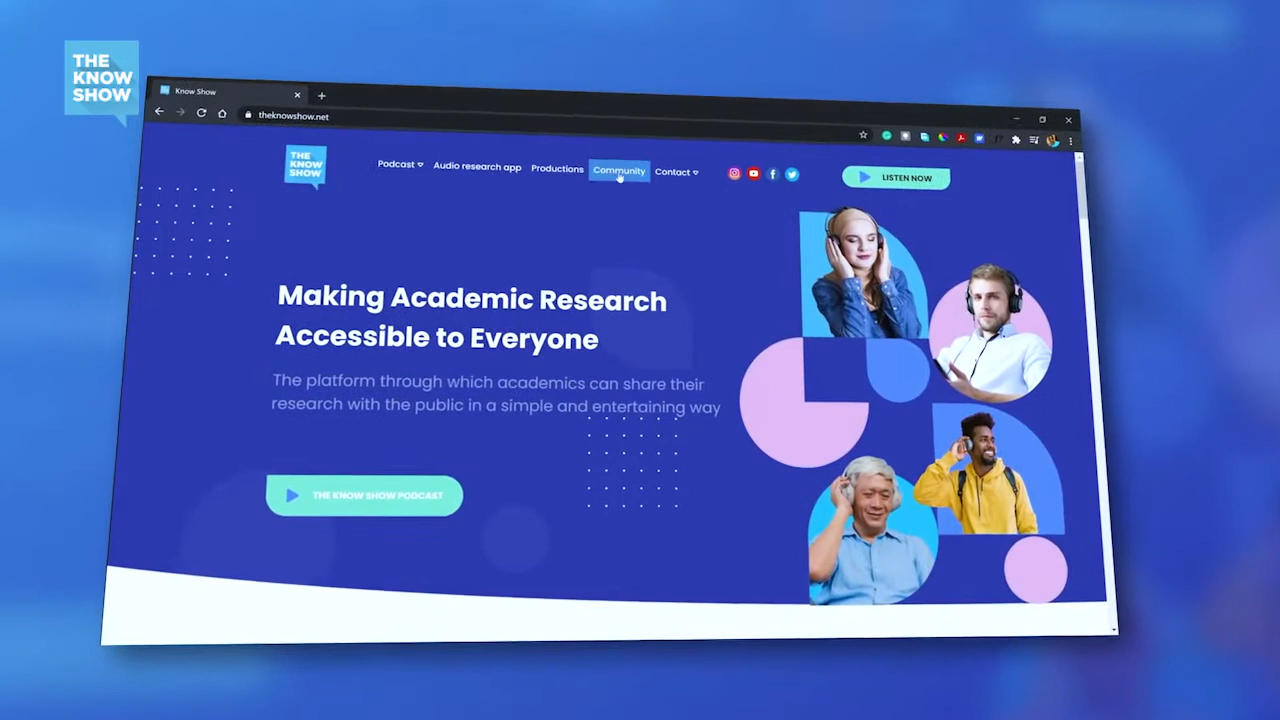 THE
KNOW
SHOW
Know Show
theknowshow.net
THE
KNOW
SHOW
Podcast
Audio research app
Productions
Community
Contact
LISTEN NOW
Making Academic Research
Accessible to Everyone
The platform through which academics can share their
research with the public in a simple and entertaining way
THE KNOW SHOW PODCAST